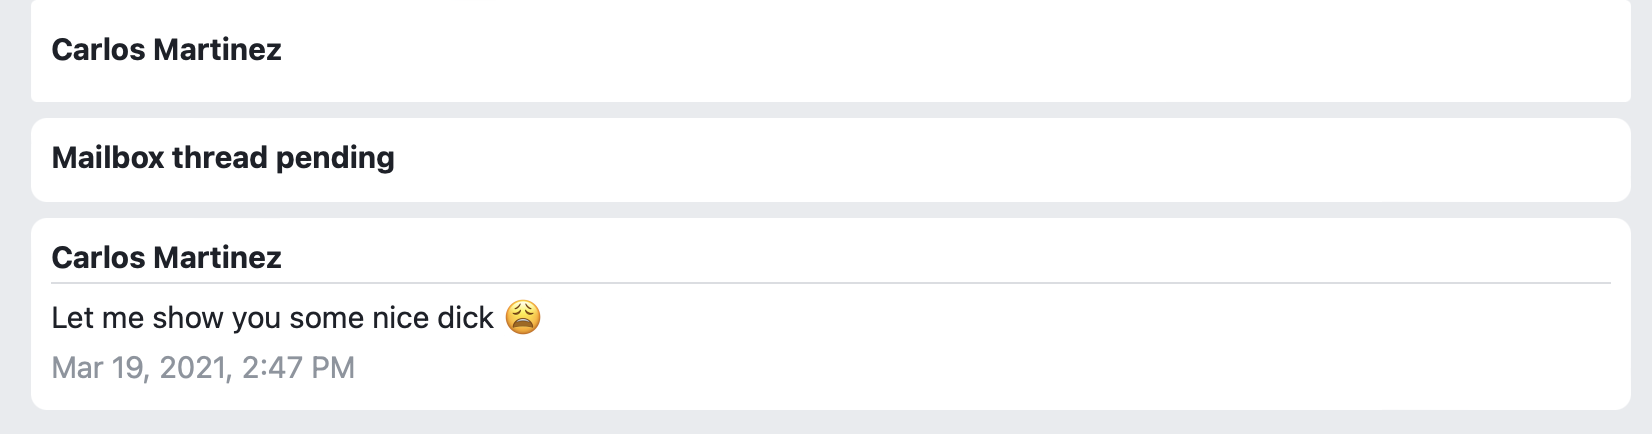 Carlos Martinez
Mailbox thread pending
Carlos Martinez
Let me show you some nice dick 😩
Mar 19, 2021, 2:47 PM